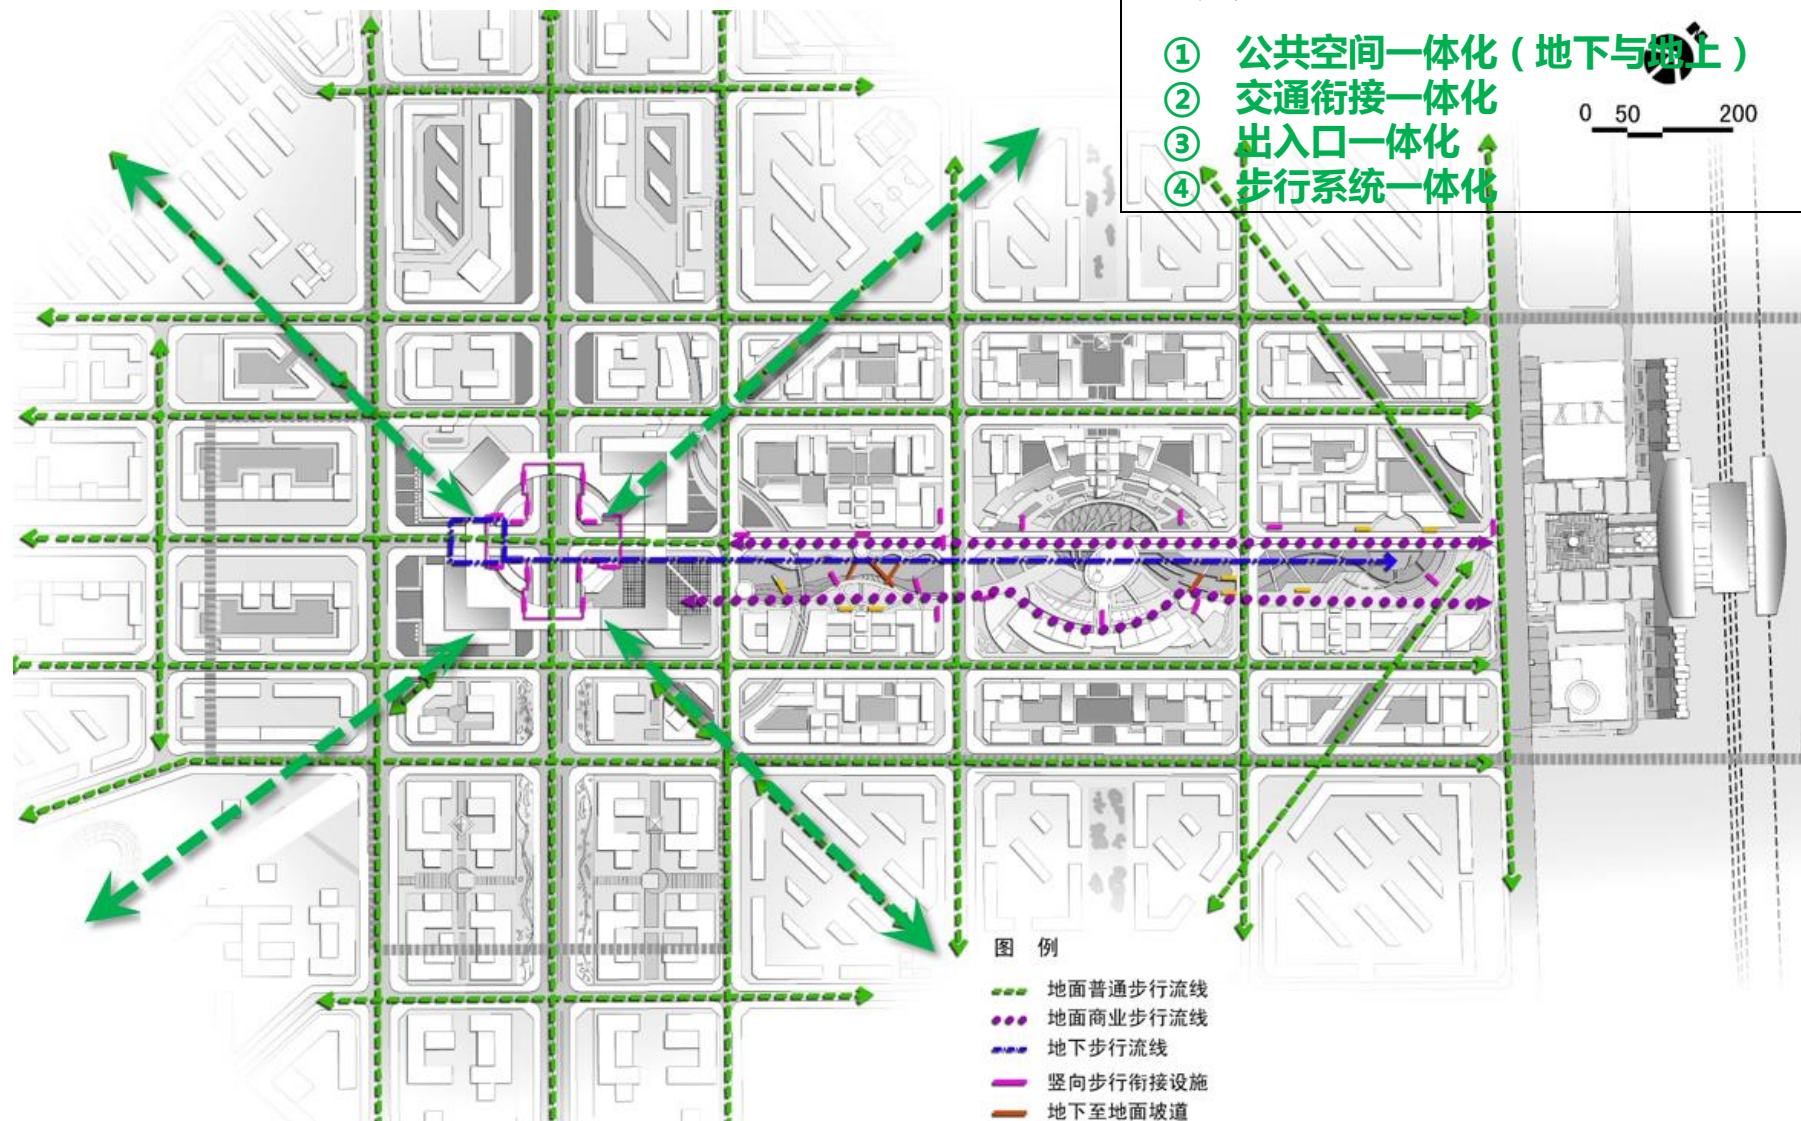 ① 公共空间一体化（地下与地上）
② 交通衔接一体化
③ 出入口一体化
④ 步行系统一体化
0 50 200
图 例
地面普通步行流线
地面商业步行流线
地下步行流线
竖向步行衔接设施
地下至地面坡道